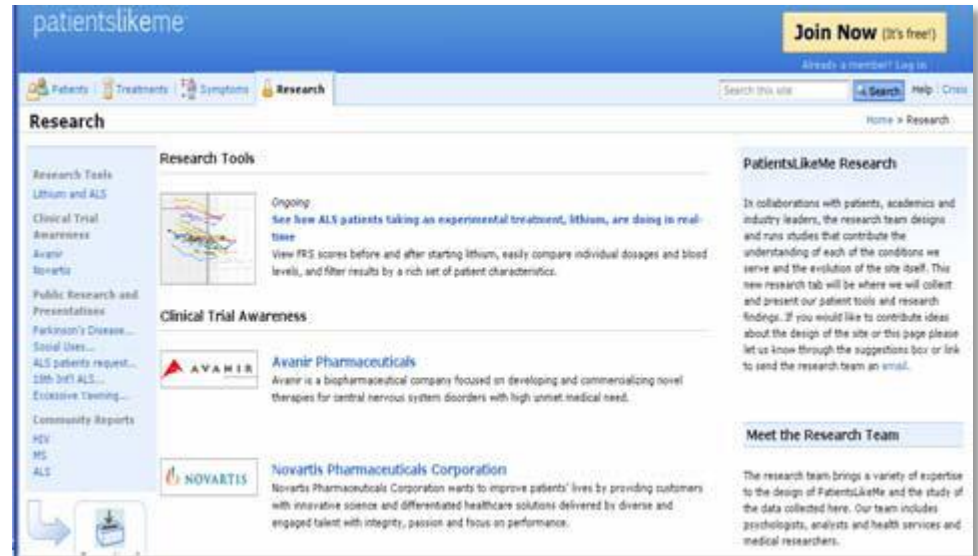 patientslikeme
Join Now (It's free!)
Already a member? Log in
Patients Treatments Symptoms Research
Search this site Search Help Crisis
Research
Home > Research
Research Tools
Lithium and ALS
Clinical Trial
Awareness
Avanir
Novartis
Public Research and
Presentations
Parkinson's Disease...
Social Uses...
ALS patients request...
Excessive Yawning...
Community Reports
HIV
MS
ALS
Research Tools
Ongoing
See how ALS patients taking an experimental treatment, lithium, are doing in real-
time
View FRS scores before and after starting lithium, easily compare individual dosages and blood
levels, and filter results by a rich set of patient characteristics.
Clinical Trial Awareness
AVANIR
Avanir Pharmaceuticals
Avanir is a biopharmaceutical company focused on developing and commercializing novel
therapies for central nervous system disorders with high unmet medical need.
NOVARTIS
Novartis Pharmaceuticals Corporation
Novartis Pharmaceuticals Corporation wants to improve patients' lives by providing customers
with innovative science and differentiated healthcare solutions delivered by diverse and
engaged talent with integrity, passion and focus on performance.
PatientsLikeMe Research
In collaborations with patients, academics and
industry leaders, the research team designs
and runs studies that contribute the
understanding of each of the conditions we
serve and the evolution of the site itself. This
new research tab will be where we will collect
and present our patient tools and research
findings. If you would like to contribute ideas
about the design of the site or this page please
let us know through the suggestions box or link
to send the research team an email.
Meet the Research Team
The research team brings a variety of expertise
to the design of PatientsLikeMe and the study of
the data collected here. Our team includes
psychologists, analysts and health services and
medical researchers.